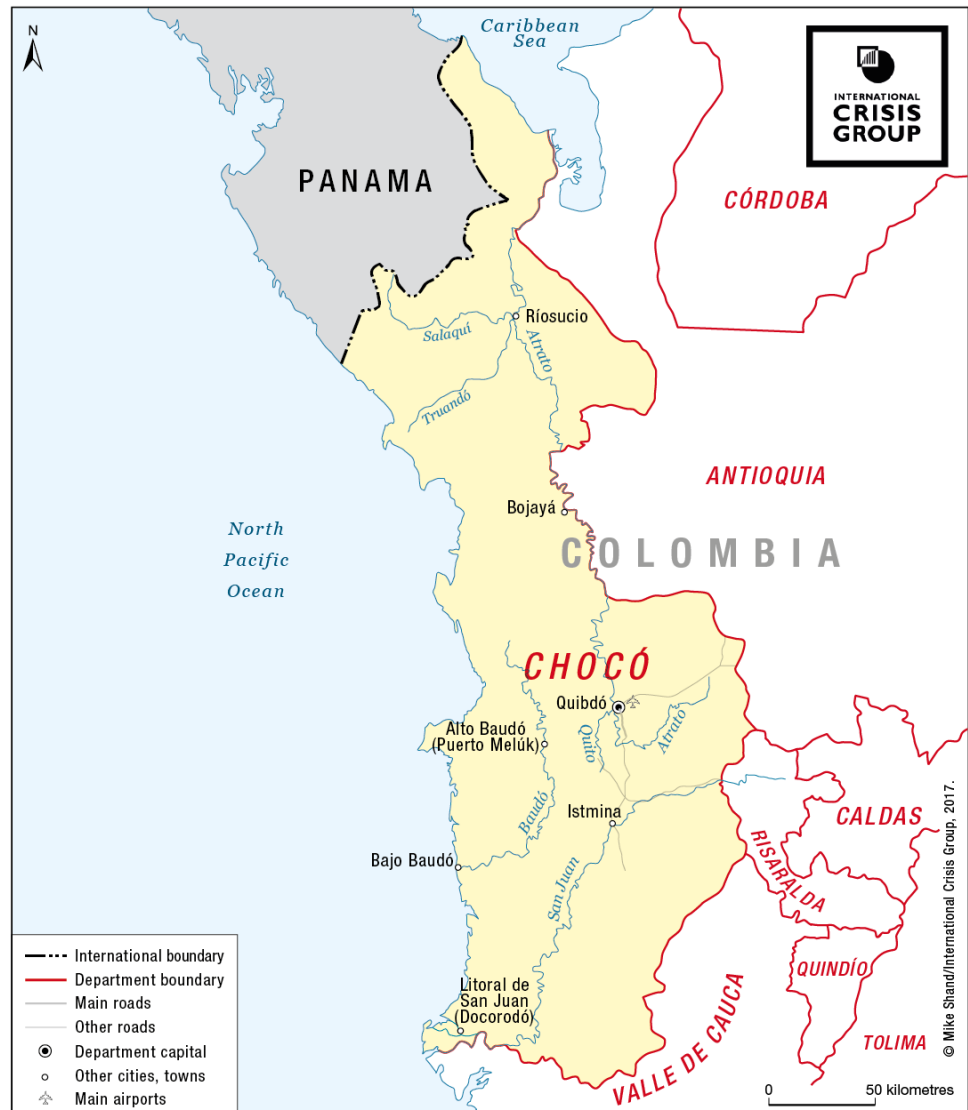 N
Caribbean
Sea
INTERNATIONAL
CRISIS
GROUP
PANAMA
CÓRDOBA
Ríosucio
Salaquí
Atrato
Truandó
ANTIOQUIA
Bojayá
North
Pacific
Ocean
COLOMBIA
CHOCÓ
Quibdó
Alto Baudó
(Puerto Melúk)
Quito
Atrato
Baudó
Istmina
CALDAS
Bajo Baudó
San Juan
RISARALDA
International boundary
Department boundary
Main roads
Other roads
Department capital
Other cities, towns
Main airports
Litoral de
San Juan
(Docorodó)
QUINDÍO
VALLE DE CAUCA
TOLIMA
0 50 kilometres
© Mike Shand/International Crisis Group, 2017.